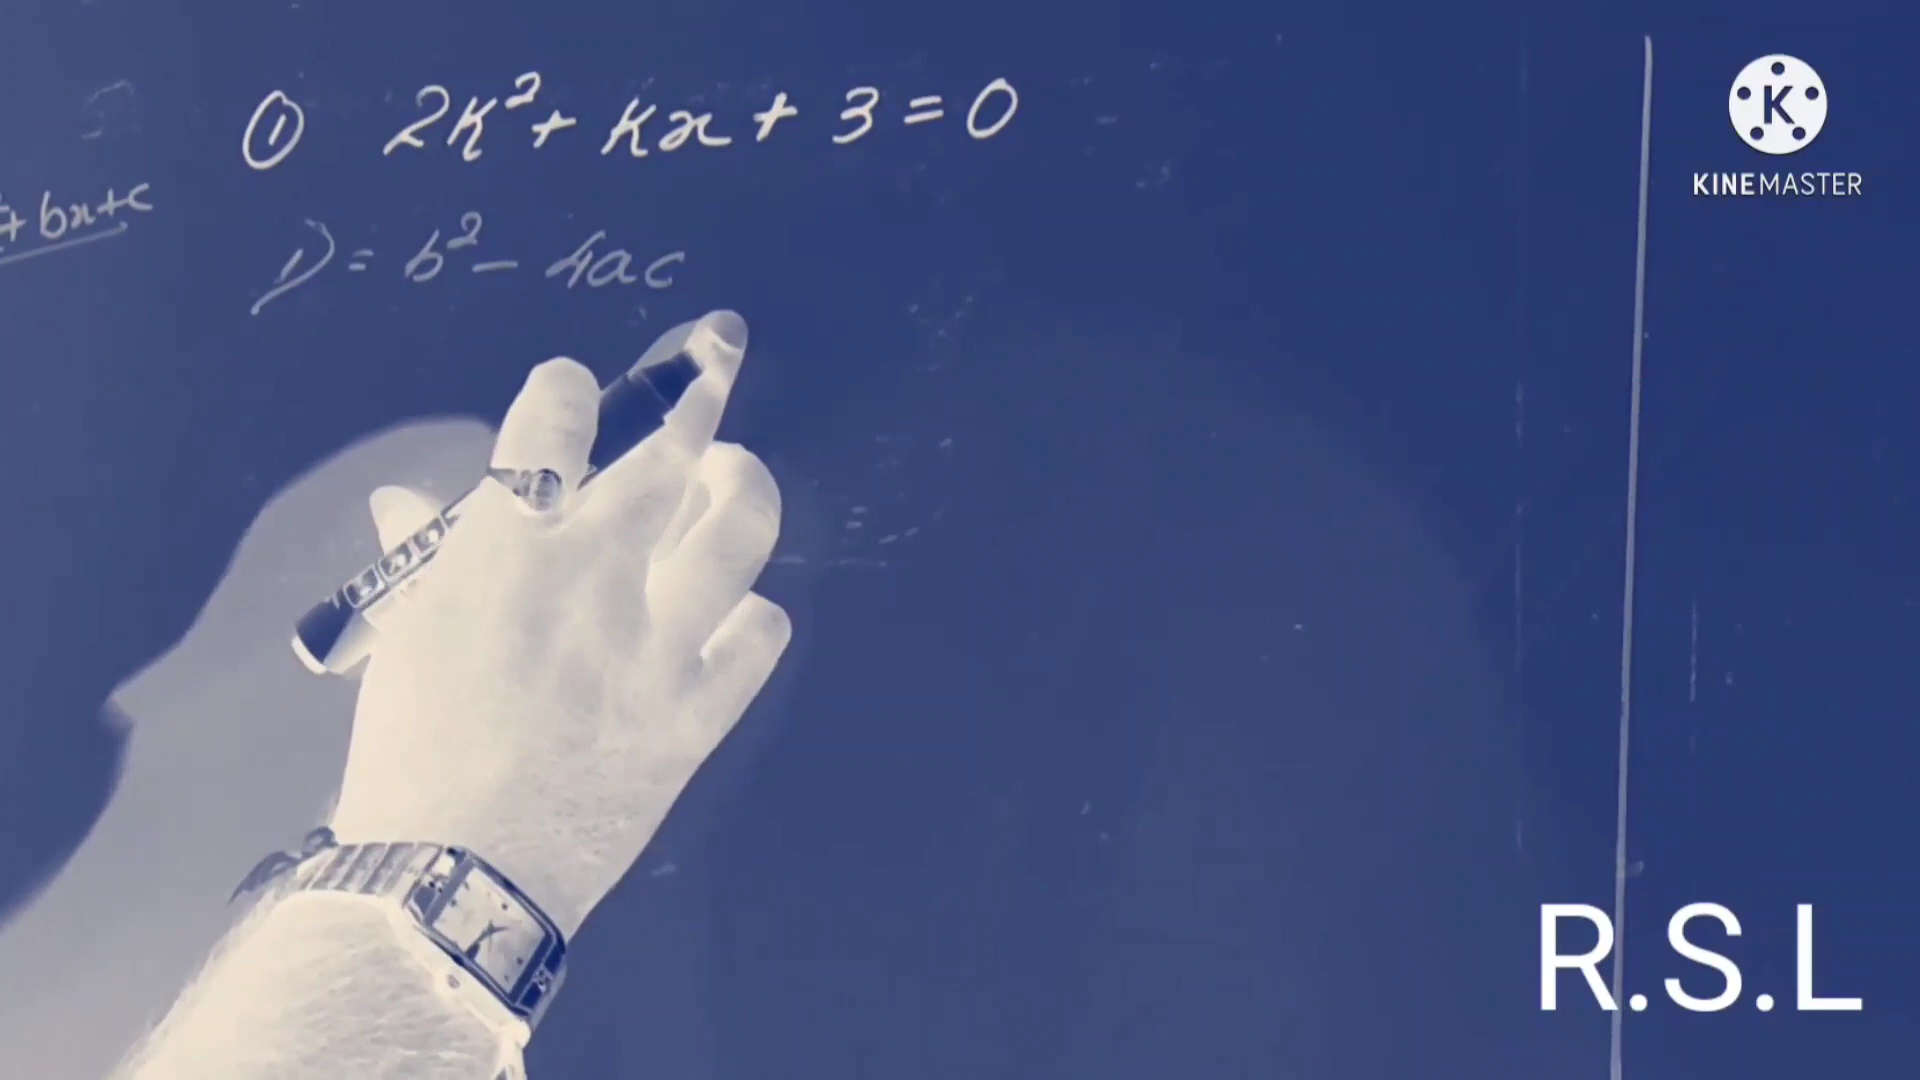 ① 2K² + Kx + 3 = 0
+ bx + c
D = b² - 4ac
K
KINEMASTER
R.S.L